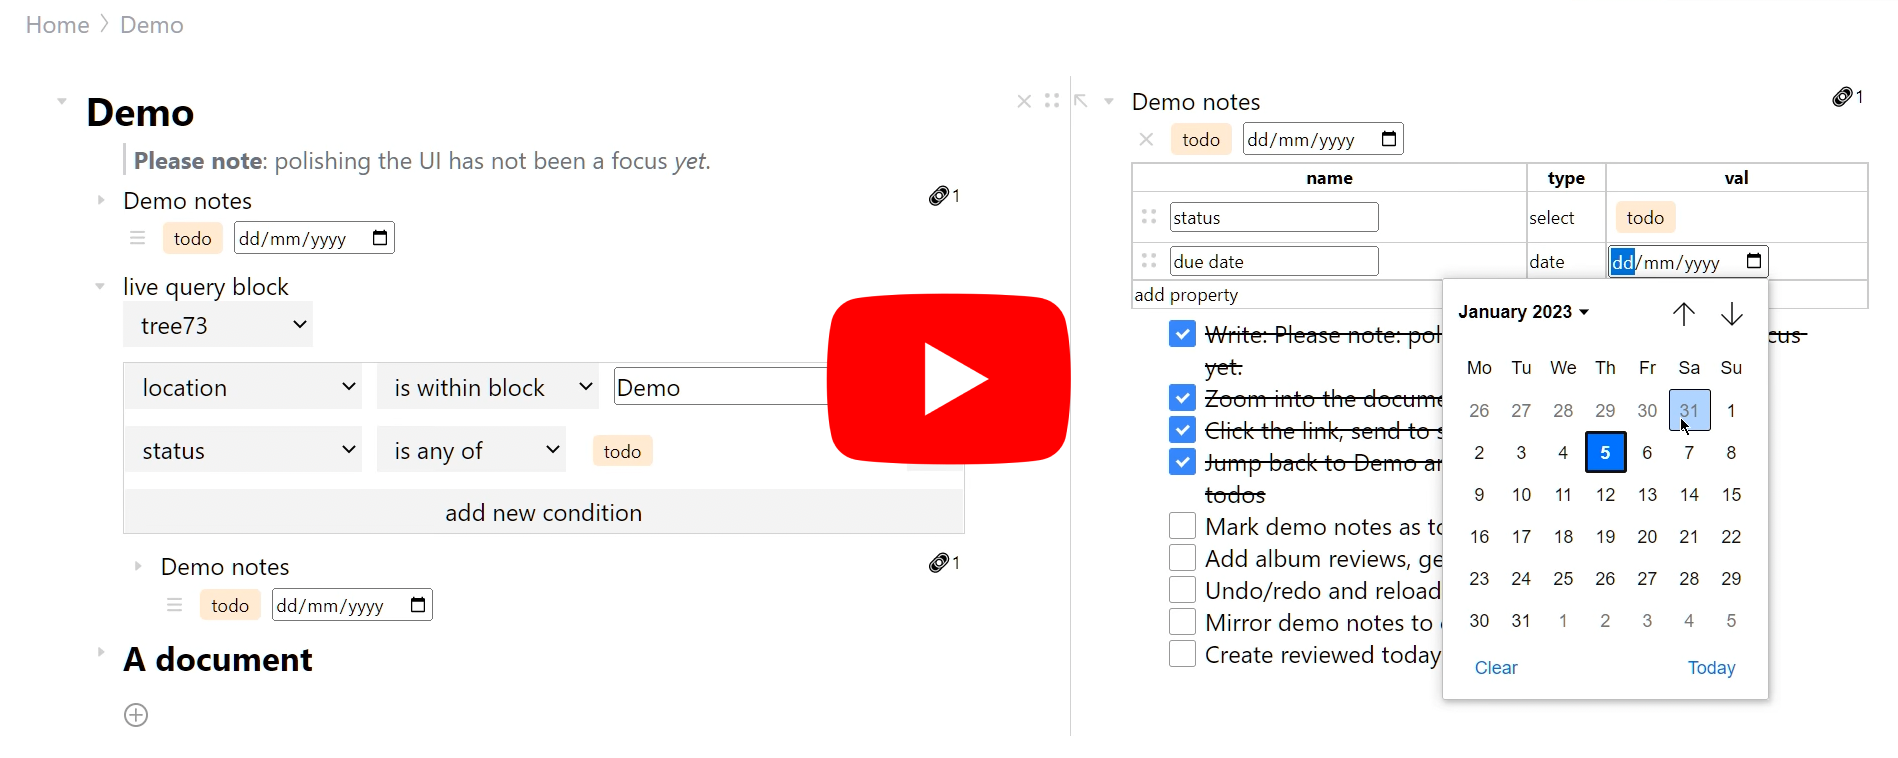 Home > Demo
Demo
Please note: polishing the UI has not been a focus yet.
Demo notes 1
todo dd/mm/yyyy
live query block
tree73
location is within block Demo
status is any of todo
add new condition
Demo notes 1
todo dd/mm/yyyy
A document
Demo notes 1
todo dd/mm/yyyy
name type val
status select todo
due date date dd/mm/yyyy
add property
Write: Please note: pol
yet.
Zoom into the
Click the link, send to
Jump back to Demo
todos
Mark demo notes as
Add album reviews,
Undo/redo and reload
Mirror demo notes to
Create reviewed today
January 2023
Mo Tu We Th Fr Sa Su
26 27 28 29 30 31 1
2 3 4 5 6 7 8
9 10 11 12 13 14 15
16 17 18 19 20 21 22
23 24 25 26 27 28 29
30 31 1 2 3 4 5
Clear Today